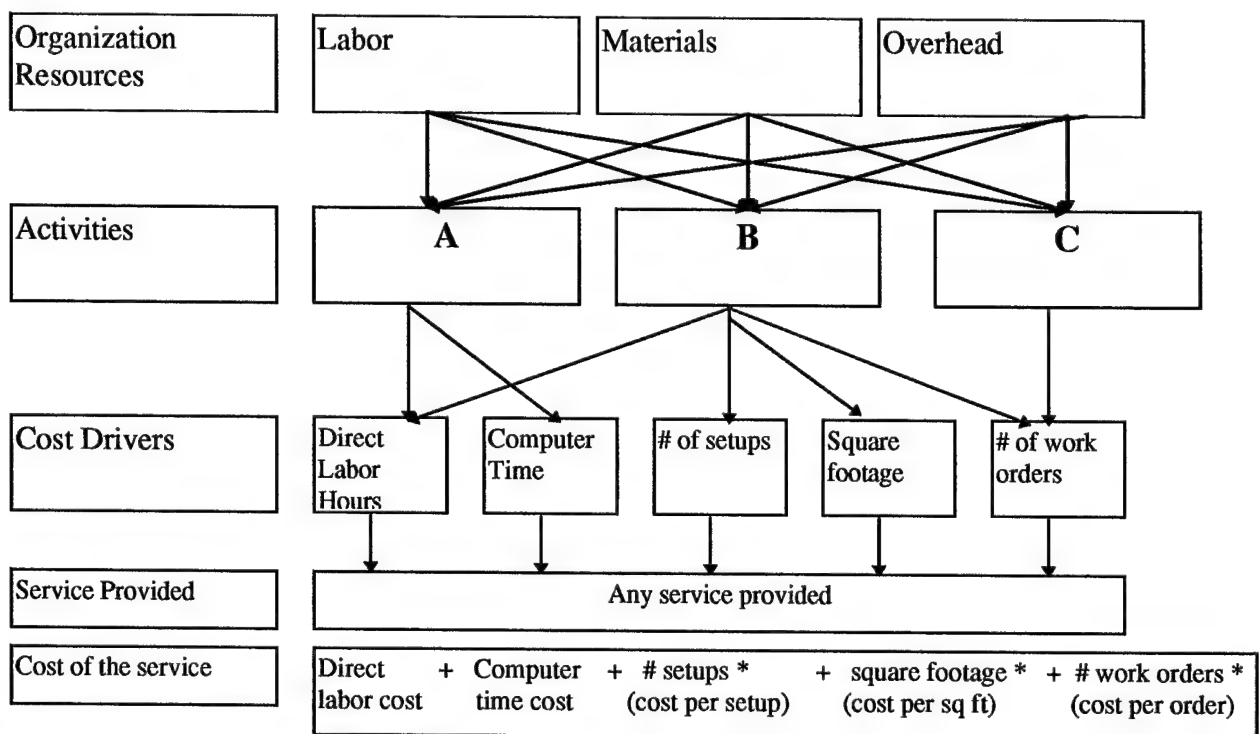 Organization
Resources
Labor
Materials
Overhead
Activities
A
B
C
Cost Drivers
Direct
Labor
Hours
Computer
Time
# of setups
Square
footage
# of work
orders
Service Provided
Any service provided
Cost of the service
Direct + Computer + # setups * + square footage * + # work orders *
labor cost time cost (cost per setup) (cost per sq ft) (cost per order)